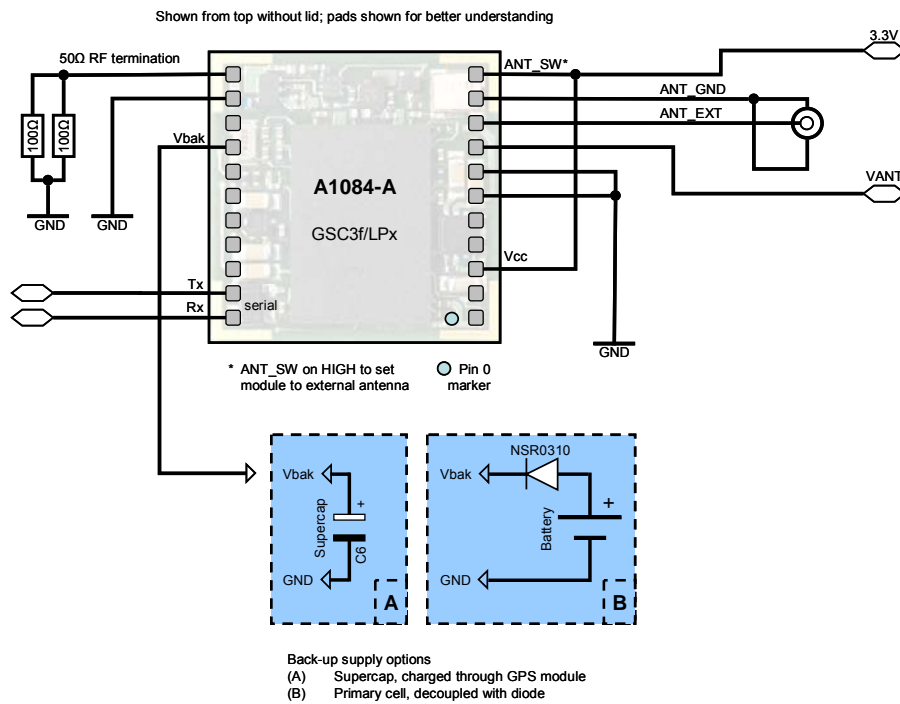 Shown from top without lid; pads shown for better understanding
3.3V
50Ω RF termination
ANT_SW*
ANT_GND
ANT_EXT
100Ω
100Ω
Vbak
A1084-A
VANT
GND
GND
GSC3f/LPx
Vcc
Tx
serial
Rx
GND
* ANT_SW on HIGH to set
module to external antenna
Pin 0
marker
Vbak
+
Supercap
C6
GND
A
NSR0310
Vbak
+
Battery
GND
B
Back-up supply options
(A) Supercap, charged through GPS module
(B) Primary cell, decoupled with diode